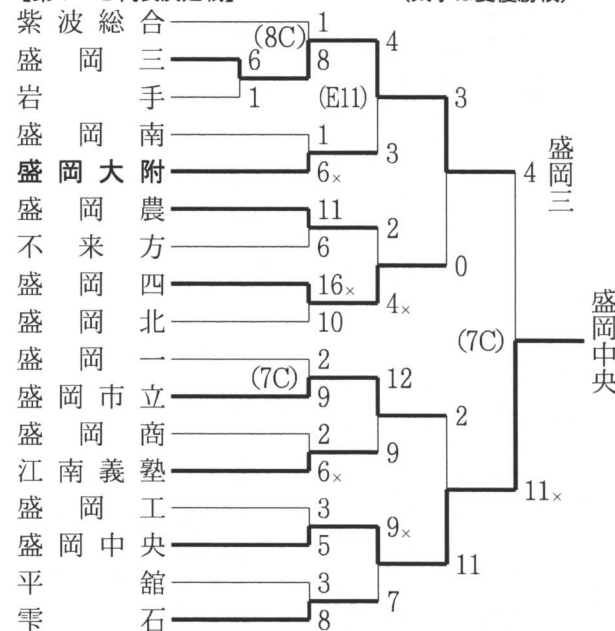 紫波総合 1
(8C)
盛岡三 6 8 4
岩手 1 (E11) 3
盛岡南 1
盛岡大附 6× 3
4 盛岡三
盛岡農 11 2
不来方 6 0
盛岡四 16× 4×
盛岡北 10
(7C) 盛岡中央
盛岡一 2
(7C) 12
盛岡市立 9
盛岡商 2 2
江南義塾 6× 9
11×
盛岡工 3 9×
盛岡中央 5 11
平舘 3 7
雫石 8